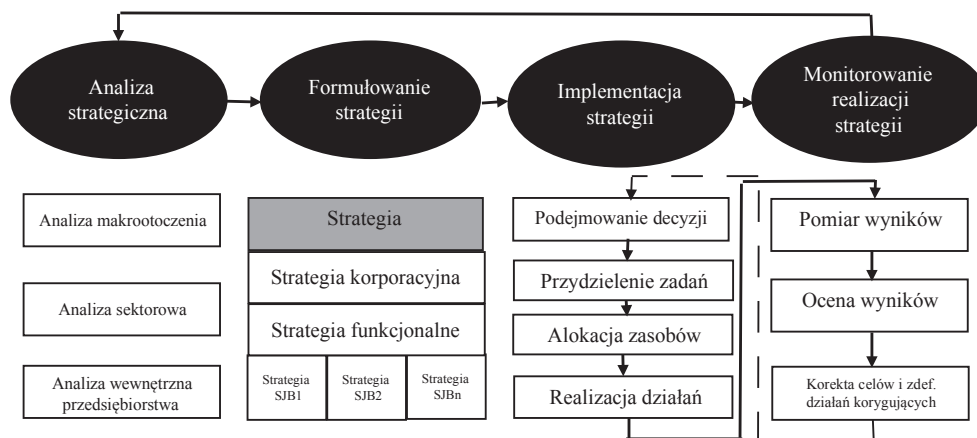 Analiza
strategiczna
Formułowanie
strategii
Implementacja
strategii
Monitorowanie
realizacji
strategii
Analiza makrootoczenia
Analiza sektorowa
Analiza wewnętrzna
przedsiębiorstwa
Strategia
Strategia korporacyjna
Strategia funkcjonalne
Strategia
SJB1
Strategia
SJB2
Strategia
SJBn
Podejmowanie decyzji
Przydzielenie zadań
Alokacja zasobów
Realizacja działań
Pomiar wyników
Ocena wyników
Korekta celów i zdef.
działań korygujących